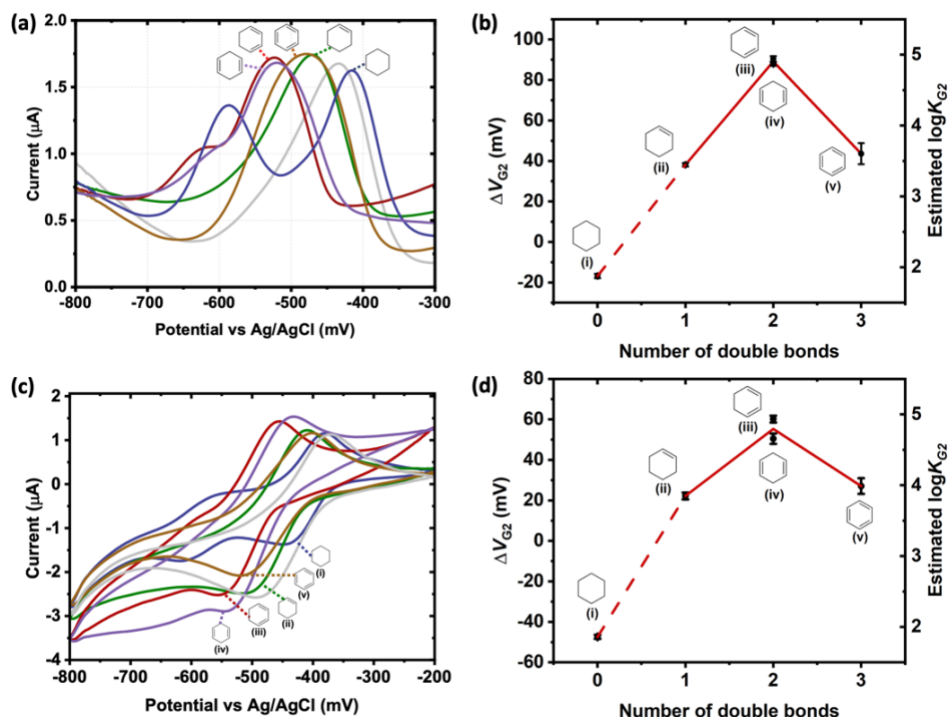 (a)
2.0
1.5
1.0
0.5
0.0
Current (µA)
-800
-700
-600
-500
-400
-300
Potential vs Ag/AgCl (mV)
(b)
100
80
60
40
20
0
-20
ΔV_G2 (mV)
5
4
3
2
Estimated logK_G2
(i)
(ii)
(iii)
(iv)
(v)
0
1
2
3
Number of double bonds
(c)
2
1
0
-1
-2
-3
-4
Current (µA)
(i)
(v)
(ii)
(iii)
(iv)
-800
-700
-600
-500
-400
-300
-200
Potential vs Ag/AgCl (mV)
(d)
80
60
40
20
0
-20
-40
-60
ΔV_G2 (mV)
5
4
3
2
Estimated logK_G2
(i)
(ii)
(iii)
(iv)
(v)
0
1
2
3
Number of double bonds